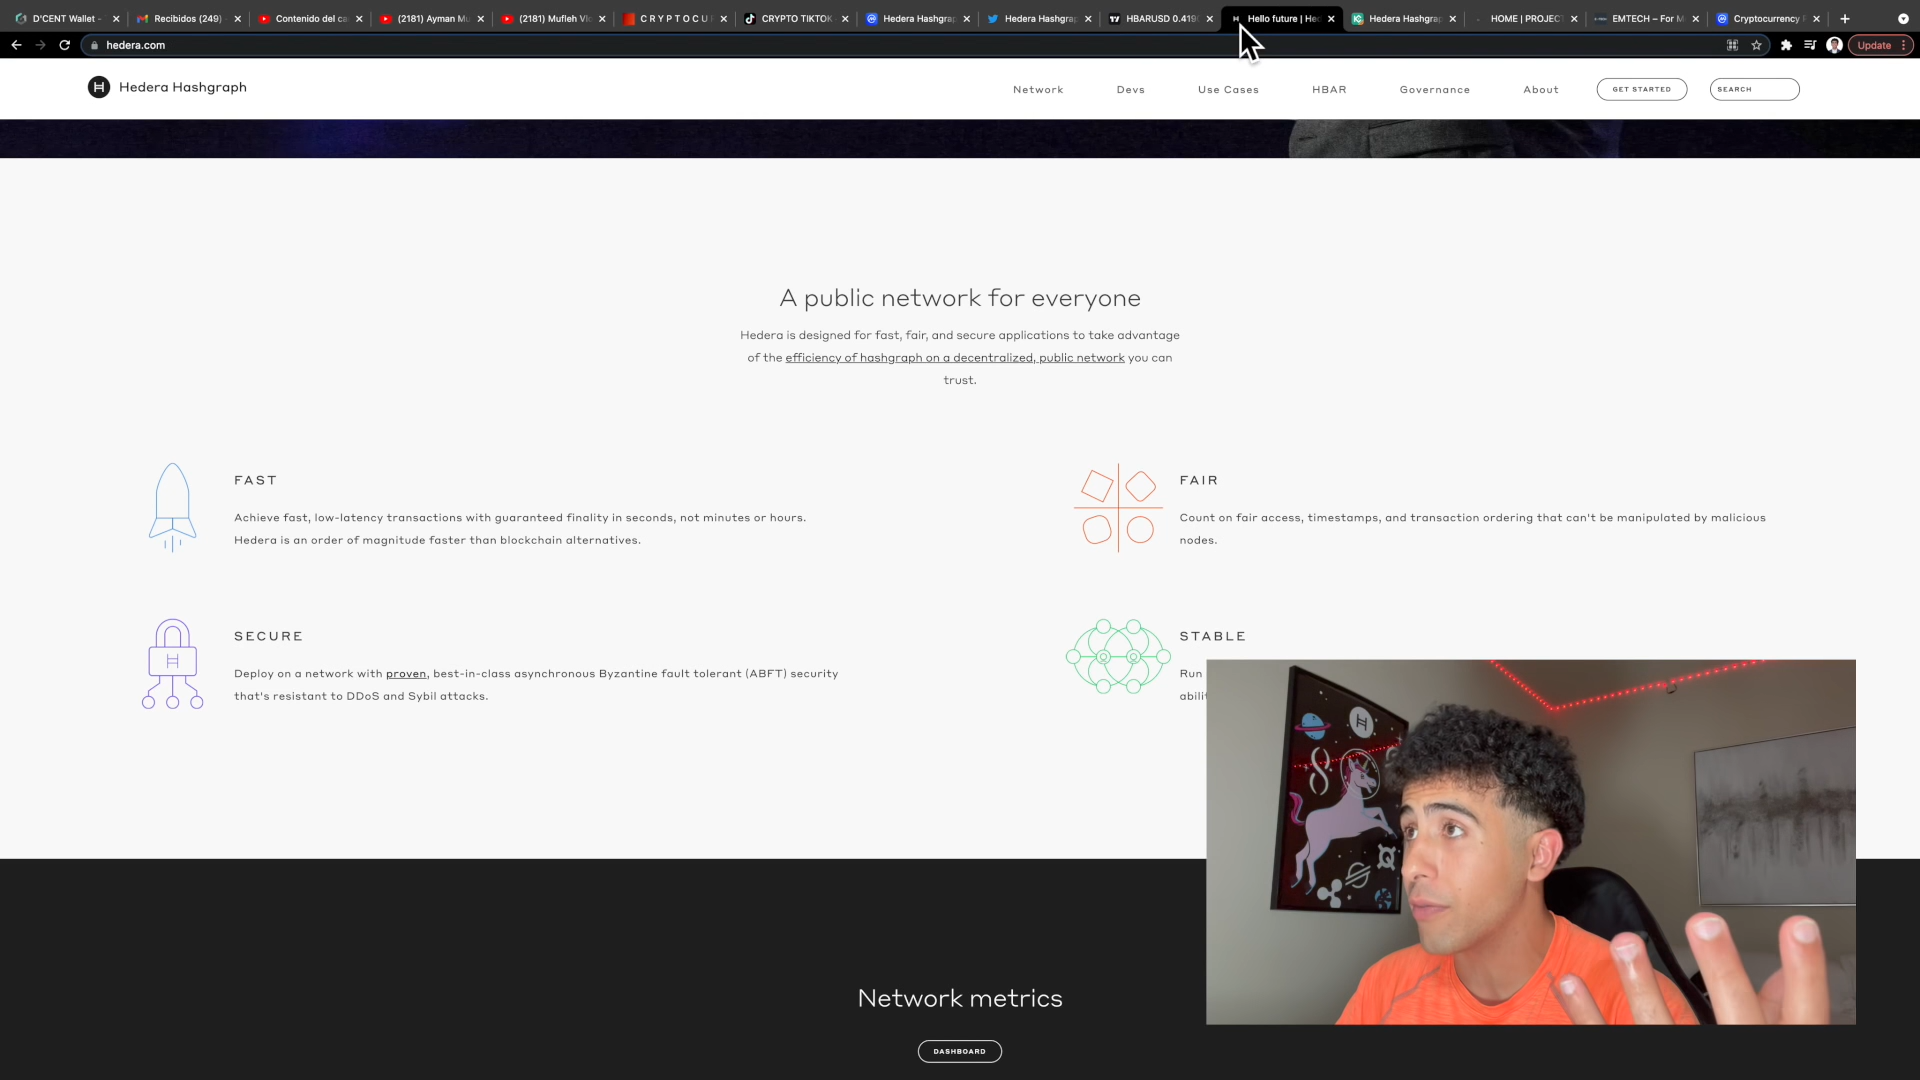 D'CENT Wallet -
Recibidos (249)
Contenido del ca
(2181) Ayman Mu
(2181) Mufleh Vl
C R Y P T O C U
CRYPTO TIKTOK
Hedera Hashgra
Hedera Hashgra
HBARUSD 0.419
Hello future | He
Hedera Hashgra
HOME | PROJEC
EMTECH – For M
Cryptocurrency
hedera.com
Update
Hedera Hashgraph
Network
Devs
Use Cases
HBAR
Governance
About
GET STARTED
SEARCH
A public network for everyone
Hedera is designed for fast, fair, and secure applications to take advantage
of the efficiency of hashgraph on a decentralized, public network you can
trust.
FAST
Achieve fast, low-latency transactions with guaranteed finality in seconds, not minutes or hours.
Hedera is an order of magnitude faster than blockchain alternatives.
FAIR
Count on fair access, timestamps, and transaction ordering that can't be manipulated by malicious
nodes.
SECURE
Deploy on a network with proven, best-in-class asynchronous Byzantine fault tolerant (ABFT) security
that's resistant to DDoS and Sybil attacks.
STABLE
Run
abilit
Network metrics
DASHBOARD